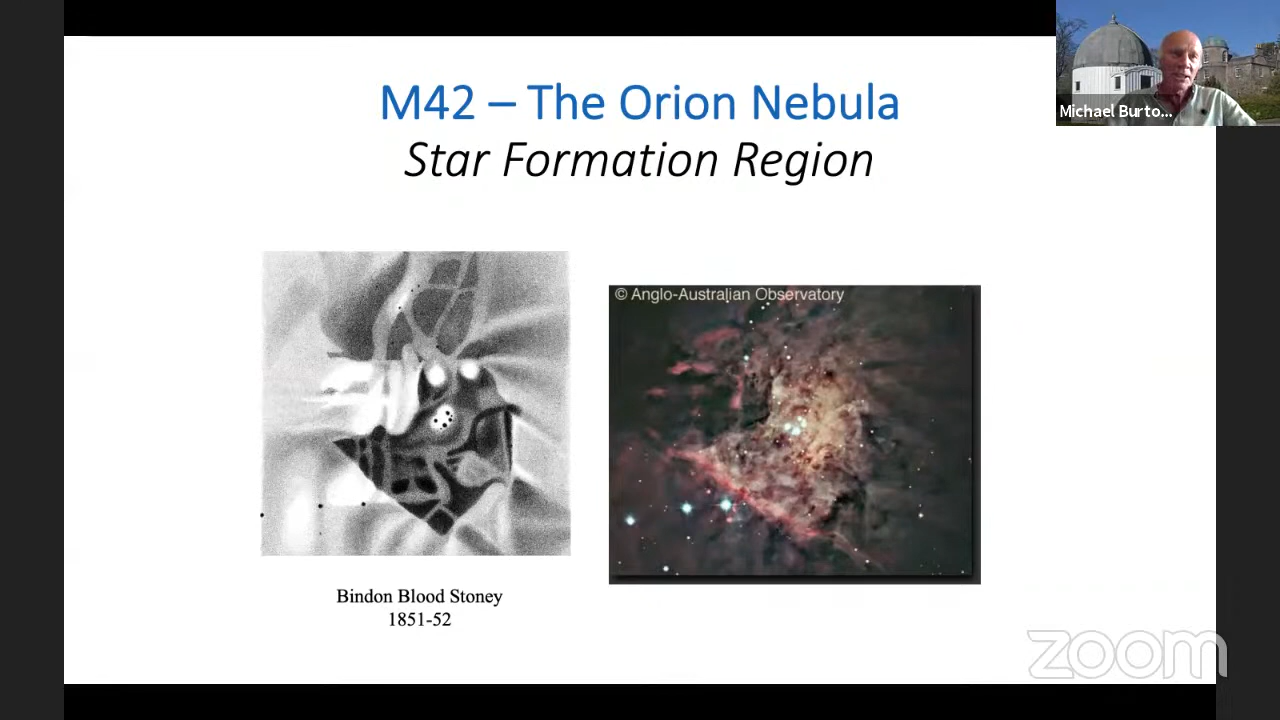 M42 – The Orion Nebula
Star Formation Region
Michael Burto...
© Anglo-Australian Observatory
Bindon Blood Stoney
1851-52
zoom